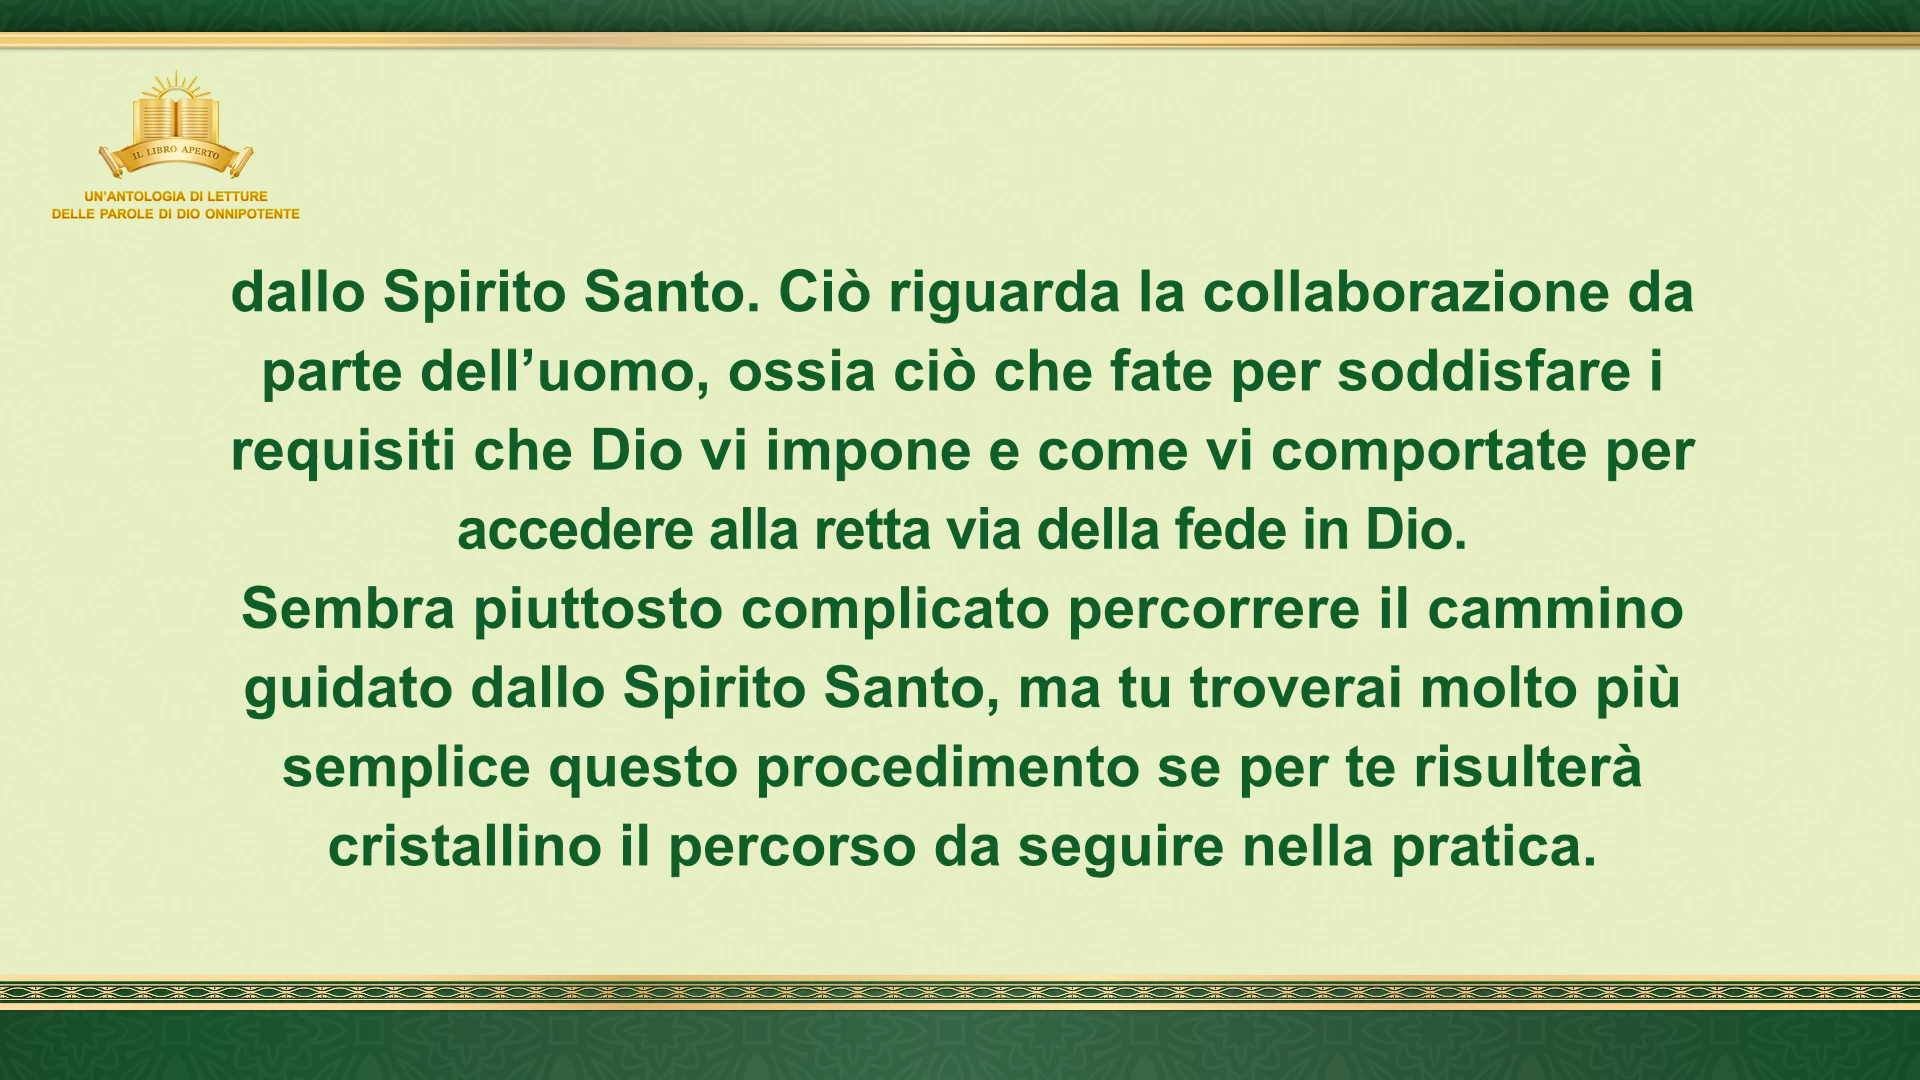 IL LIBRO APERTO
UN’ANTOLOGIA DI LETTURE
DELLE PAROLE DI DIO ONNIPOTENTE
dallo Spirito Santo. Ciò riguarda la collaborazione da
parte dell’uomo, ossia ciò che fate per soddisfare i
requisiti che Dio vi impone e come vi comportate per
accedere alla retta via della fede in Dio.
Sembra piuttosto complicato percorrere il cammino
guidato dallo Spirito Santo, ma tu troverai molto più
semplice questo procedimento se per te risulterà
cristallino il percorso da seguire nella pratica.